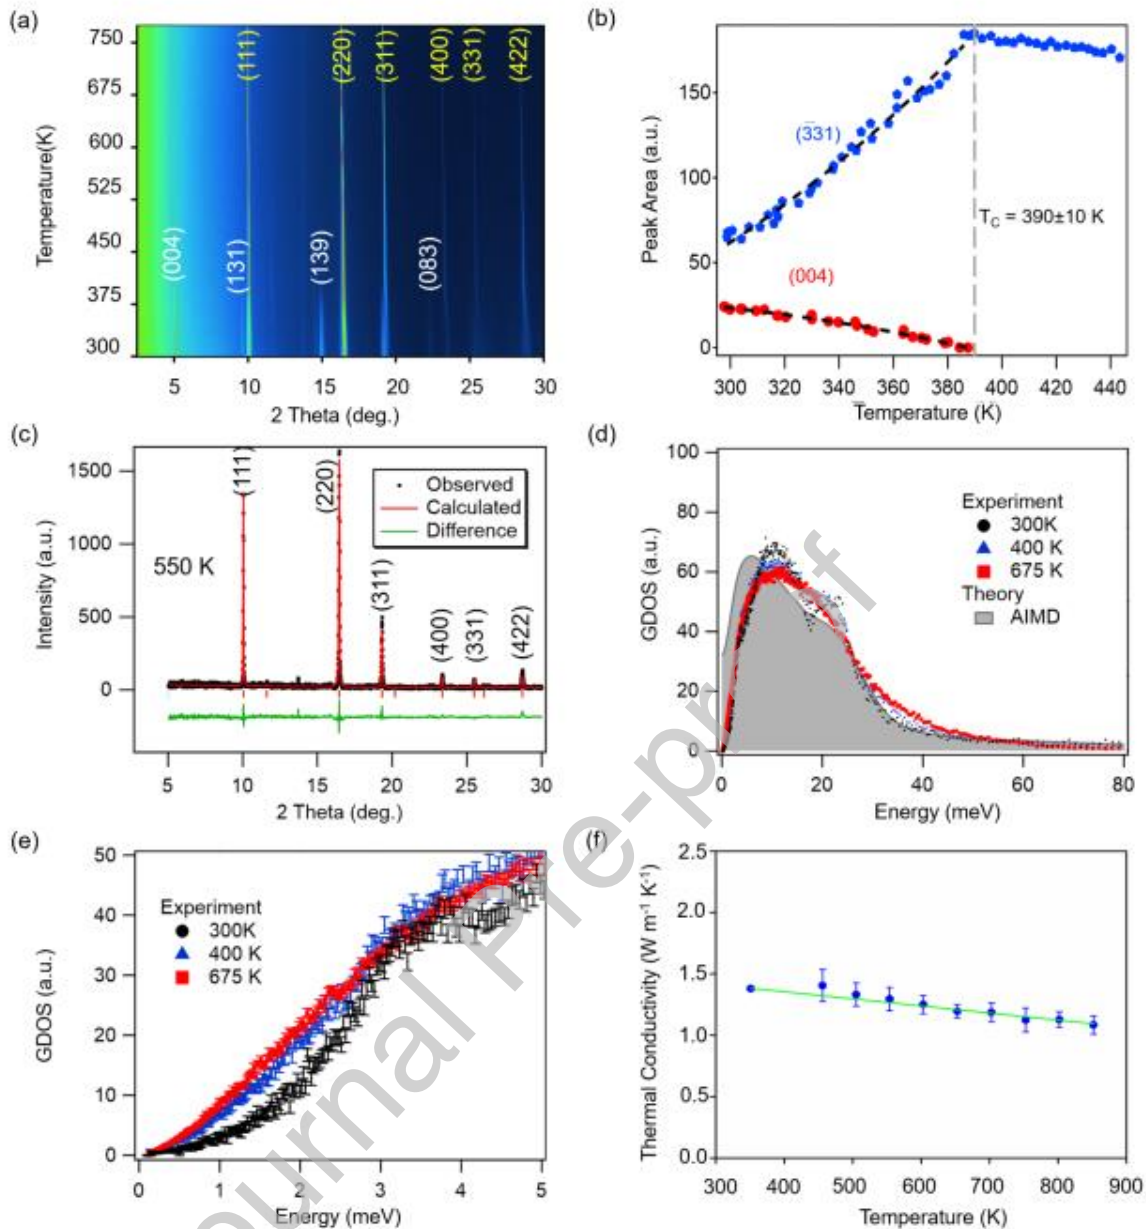 (a)
Temperature(K)
750
675
600
525
450
375
300
(111)
(220)
(311)
(400)
(331)
(422)
(004)
(131)
(139)
(083)
5
10
15
20
25
30
2 Theta (deg.)
(b)
Peak Area (a.u.)
150
100
50
0
(3̅31)
(004)
T_C = 390±10 K
300
320
340
360
380
400
420
440
Temperature (K)
(c)
Intensity (a.u.)
1500
1000
500
0
550 K
(111)
(220)
(311)
(400)
(331)
(422)
Observed
Calculated
Difference
5
10
15
20
25
30
2 Theta (deg.)
(d)
GDOS (a.u.)
100
80
60
40
20
0
Experiment
300K
400 K
675 K
Theory
AIMD
0
20
40
60
80
Energy (meV)
(e)
GDOS (a.u.)
50
40
30
20
10
0
Experiment
300K
400 K
675 K
0
1
2
3
4
5
Energy (meV)
(f)
Thermal Conductivity (W m⁻¹ K⁻¹)
2.5
2.0
1.5
1.0
0.5
0.0
300
400
500
600
700
800
900
Temperature (K)
Journal Pre-proof